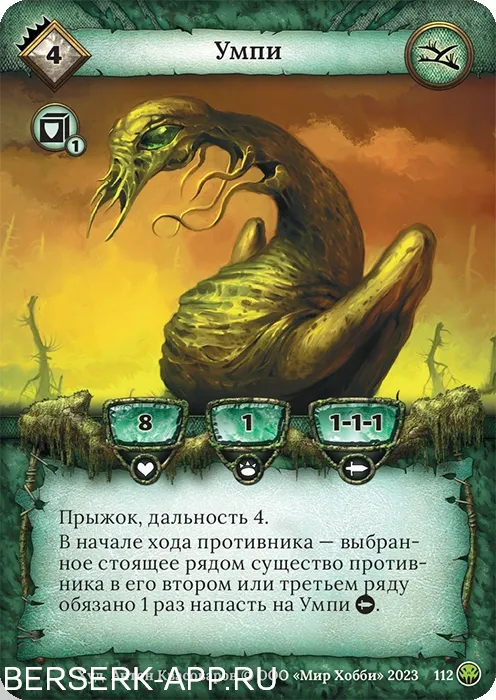 4
Умпи
1
8
1
1-1-1
Прыжок, дальность 4.
В начале хода противника — выбран-
ное стоящее рядом существо против-
ника в его втором или третьем ряду
обязано 1 раз напасть на Умпи
ООО «Мир Хобби» 2023 112
BERSERK-APP.RU